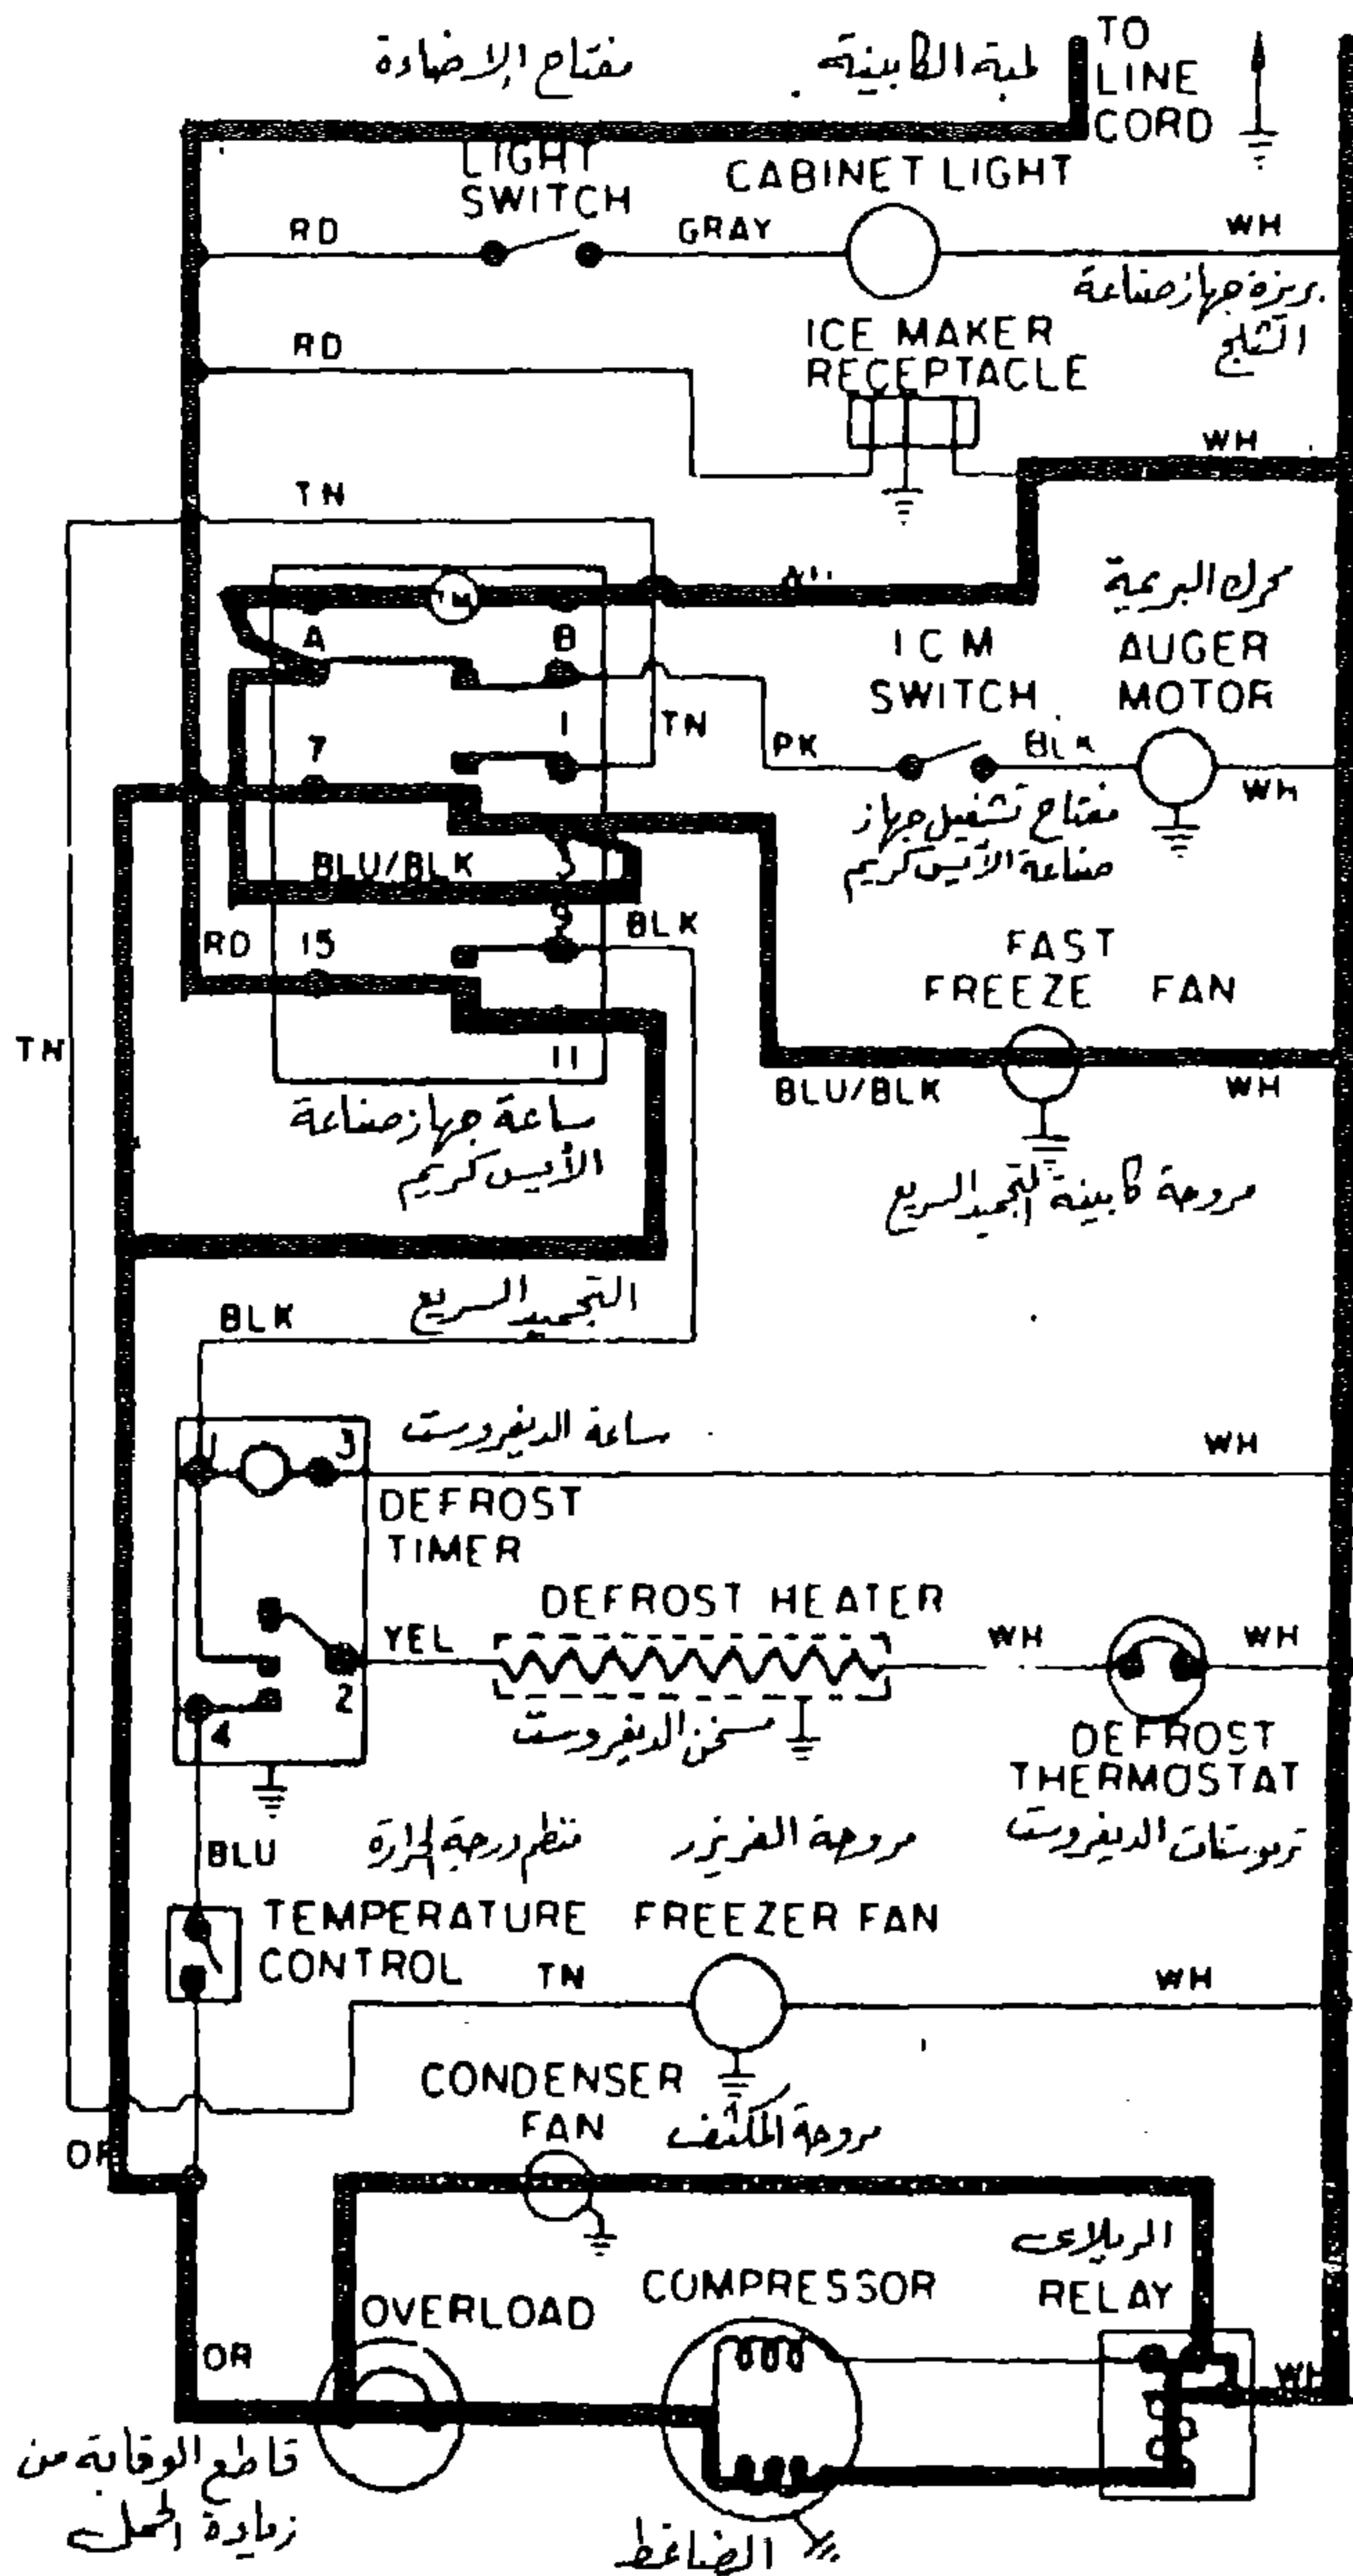 مفتاح الإضاءة
لمبة الكابينة
TO
LINE
CORD
LIGHT
SWITCH
CABINET LIGHT
RD
GRAY
WH
بريزة جهاز صناعة
الثلج
RD
ICE MAKER
RECEPTACLE
WH
TN
TM
محرك البريمة
A
B
I C M
SWITCH
AUGER
MOTOR
7
1
TN
PK
BLK
WH
مفتاح تشغيل جهاز
صناعة الآيس كريم
BLU/BLK
9
BLK
RD
15
FAST
FREEZE FAN
TN
11
BLU/BLK
WH
ساعة جهاز صناعة
الأيس كريم
مروحة كابينة التجميد السريع
التجميد السريع
BLK
ساعة الديفروست
1
3
WH
DEFROST
TIMER
DEFROST HEATER
YEL
WH
WH
2
4
مسخن الديفروست
DEFROST
THERMOSTAT
ترموستات الديفروست
BLU
منظم درجة الحرارة
مروحة الفريزر
TEMPERATURE
CONTROL
FREEZER FAN
TN
WH
CONDENSER
FAN
مروحة المكثف
OR
الريلاي
RELAY
COMPRESSOR
OVERLOAD
OR
WH
قاطع الوقاية من
زيادة الحمل
الضاغط